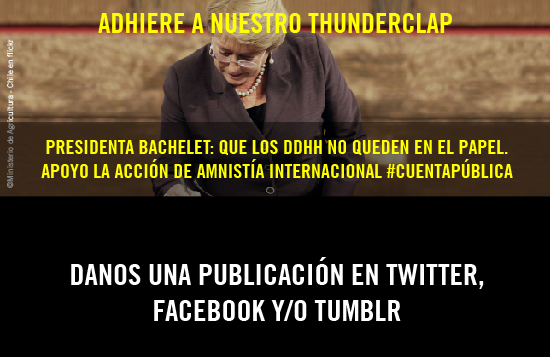 ADHIERE A NUESTRO THUNDERCLAP
©Ministerio de Agricultura - Chile en flickr
PRESIDENTA BACHELET: QUE LOS DDHH NO QUEDEN EN EL PAPEL.
APOYO LA ACCIÓN DE AMNISTÍA INTERNACIONAL #CUENTAPÚBLICA
DANOS UNA PUBLICACIÓN EN TWITTER,
FACEBOOK Y/O TUMBLR